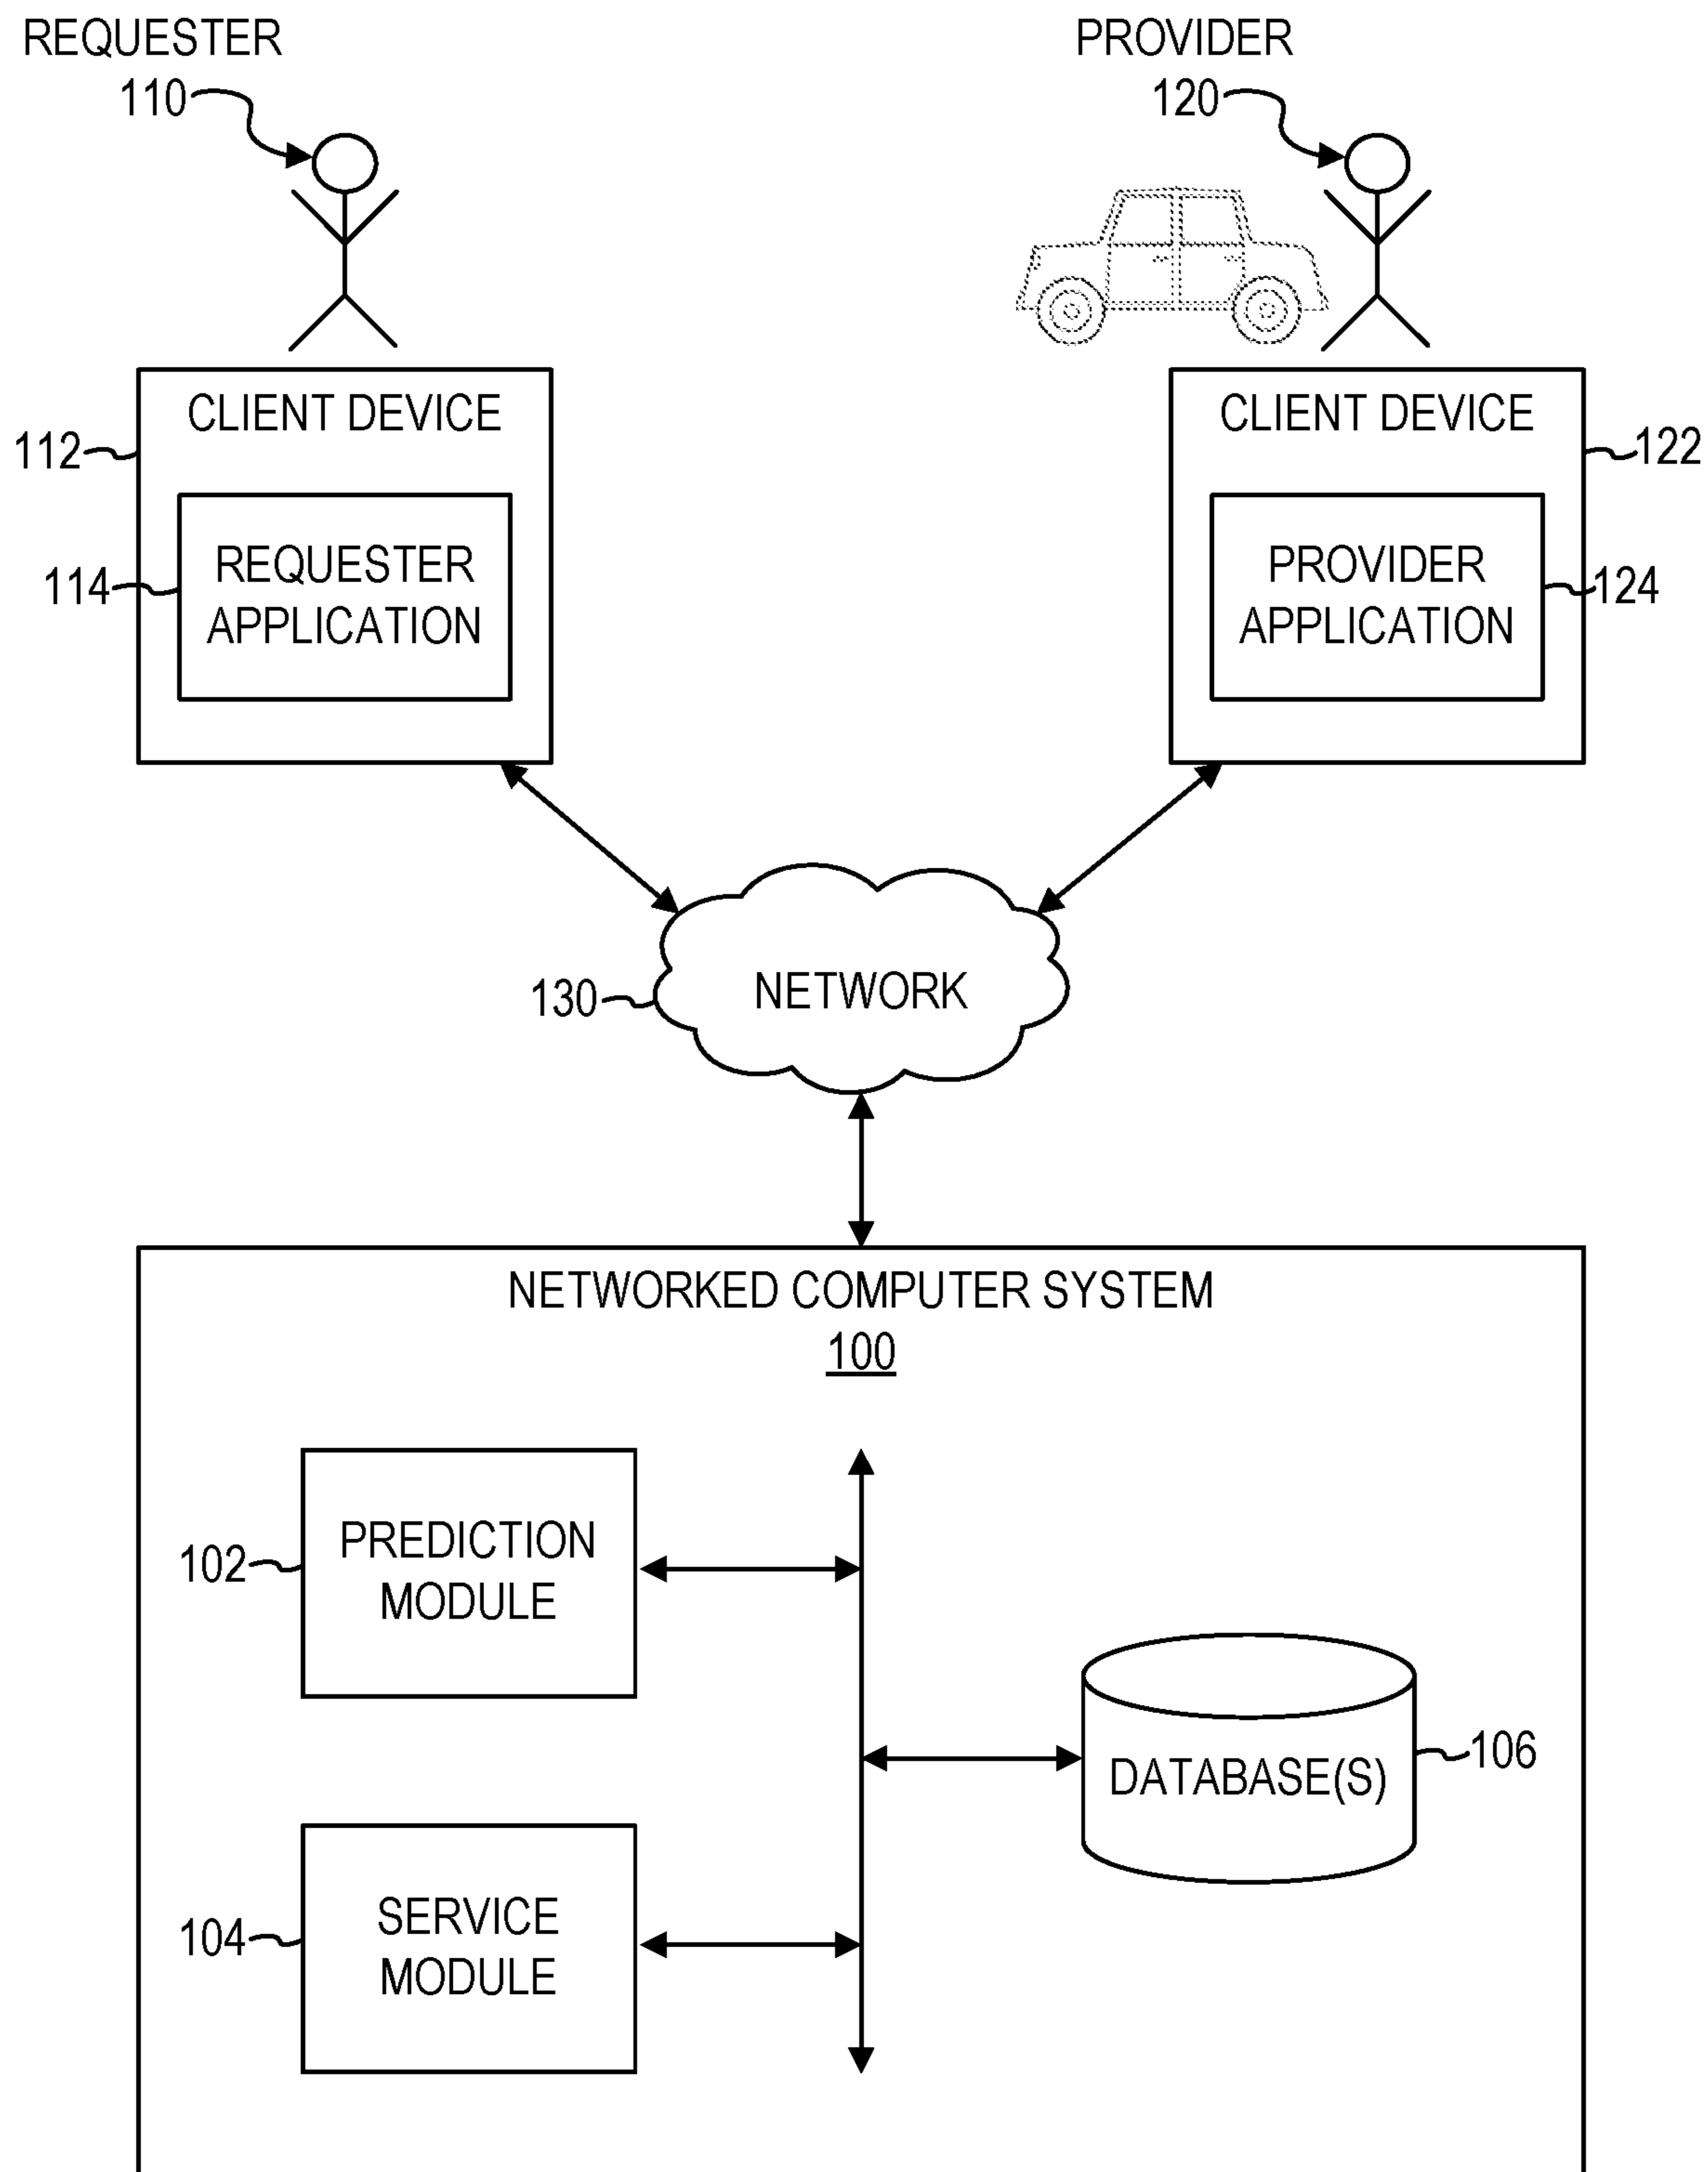 REQUESTER
110
PROVIDER
120
CLIENT DEVICE
112
REQUESTER
APPLICATION
114
CLIENT DEVICE
122
PROVIDER
APPLICATION
124
NETWORK
130
NETWORKED COMPUTER SYSTEM
100
PREDICTION
MODULE
102
DATABASE(S)
106
SERVICE
MODULE
104